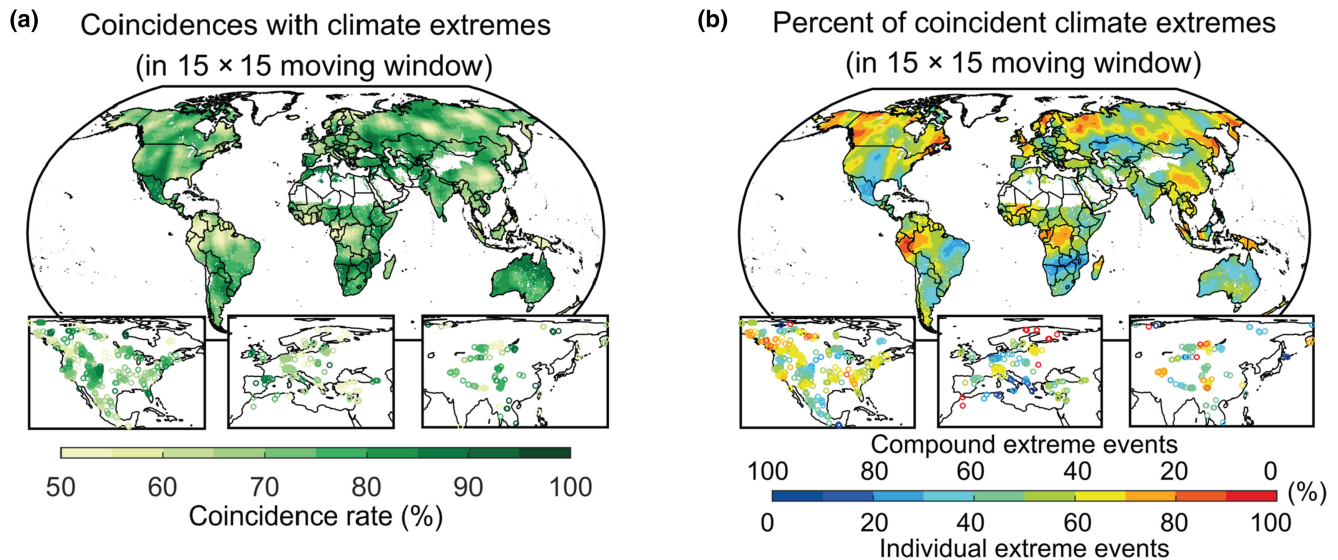 (a)
Coincidences with climate extremes
(in 15 × 15 moving window)
50 60 70 80 90 100
Coincidence rate (%)
(b)
Percent of coincident climate extremes
(in 15 × 15 moving window)
Compound extreme events
100 80 60 40 20 0
(%)
0 20 40 60 80 100
Individual extreme events